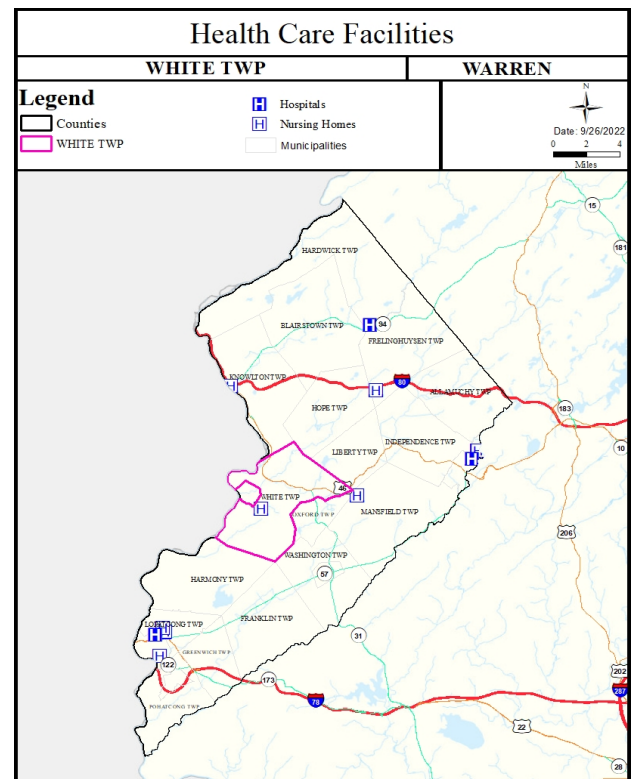 Health Care Facilities
WHITE TWP
WARREN
Legend
Counties
WHITE TWP
H Hospitals
H Nursing Homes
Municipalities
N
Date: 9/26/2022
0 2 4
Miles
15
181
HARDWICK TWP
BLAIRSTOWN TWP
H 94
FRELINGHUYSEN TWP
KNOWLTON TWP
H
H
80
ALLAMUCHY TWP
HOPE TWP
183
10
INDEPENDENCE TWP
LIBERTY TWP
H
46
H
WHITE TWP
H
OXFORD TWP
MANSFIELD TWP
206
WASHINGTON TWP
57
HARMONY TWP
FRANKLIN TWP
LOPATCONG TWP
H
31
GREENWICH TWP
H
122
173
202
287
78
POHATCONG TWP
22
28